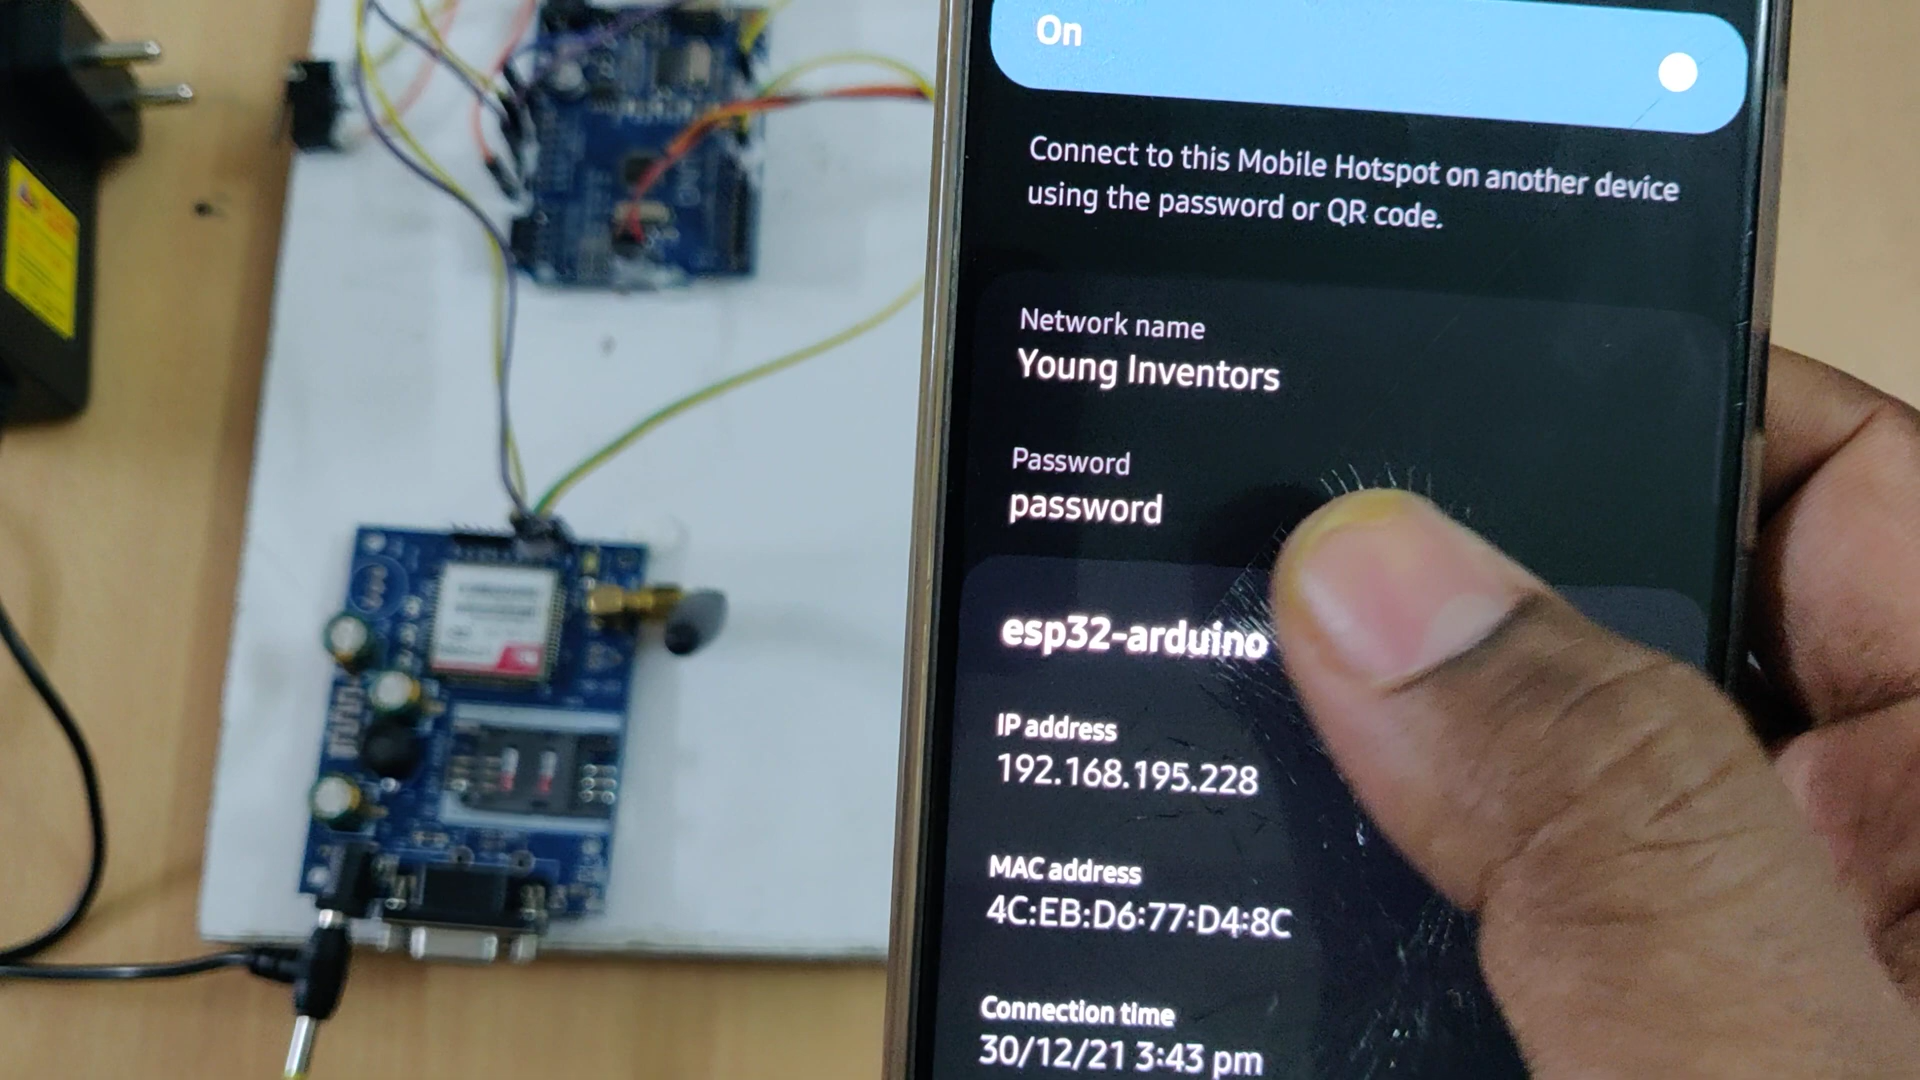 On
Connect to this Mobile Hotspot on another device
using the password or QR code.
Network name
Young Inventors
Password
password
esp32-arduino
IP address
192.168.195.228
MAC address
4C:EB:D6:77:D4:8C
Connection time
30/12/21 3:43 pm